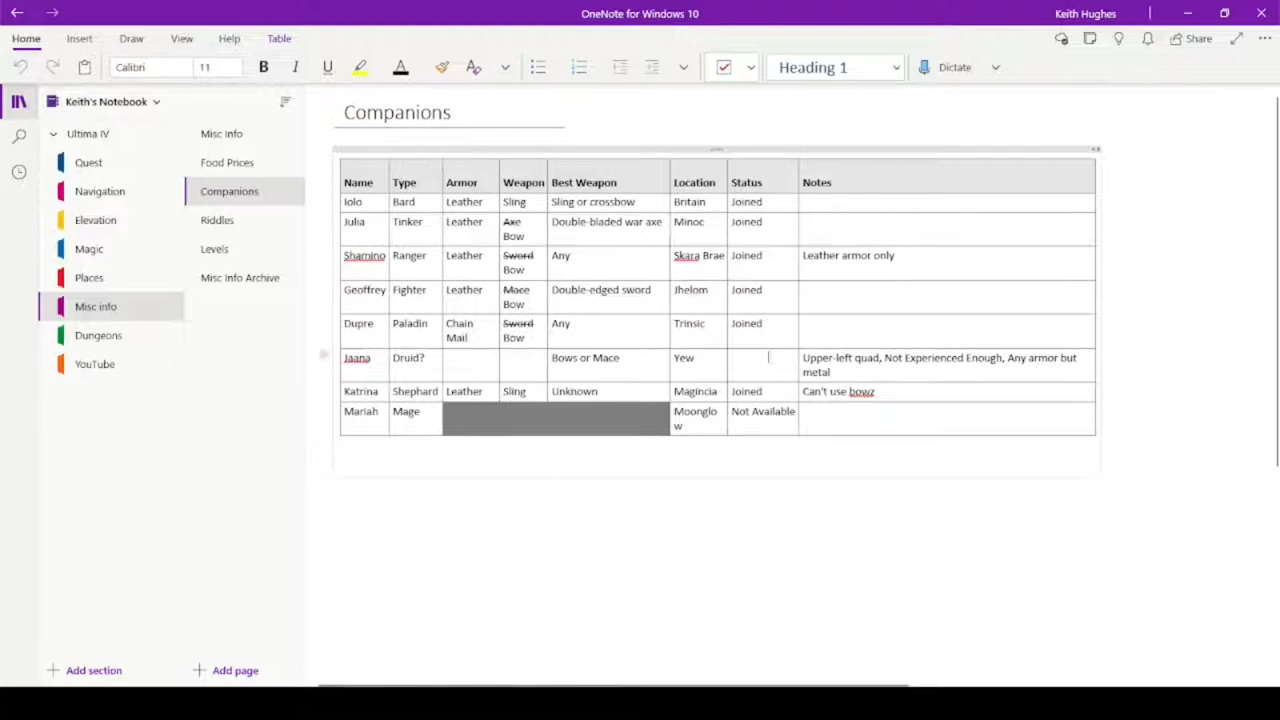 OneNote for Windows 10
Keith Hughes
Home Insert Draw View Help Table
Share
Calibri 11 B I U A Heading 1 Dictate
Keith's Notebook
Ultima IV
Quest
Navigation
Elevation
Magic
Places
Misc info
Dungeons
YouTube
Add section
Misc Info
Food Prices
Companions
Riddles
Levels
Misc Info Archive
Add page
Companions
Name Type Armor Weapon Best Weapon Location Status Notes
Iolo Bard Leather Sling Sling or crossbow Britain Joined
Julia Tinker Leather Axe Double-bladed war axe Minoc Joined
Bow
Shamino Ranger Leather Sword Any Skara Brae Joined Leather armor only
Bow
Geoffrey Fighter Leather Mace Double-edged sword Jhelom Joined
Bow
Dupre Paladin Chain Sword Any Trinsic Joined
Mail Bow
Jaana Druid? Bows or Mace Yew Upper-left quad, Not Experienced Enough, Any armor but
metal
Katrina Shephard Leather Sling Unknown Magincia Joined Can't use bowz
Mariah Mage Moonglo Not Available
w